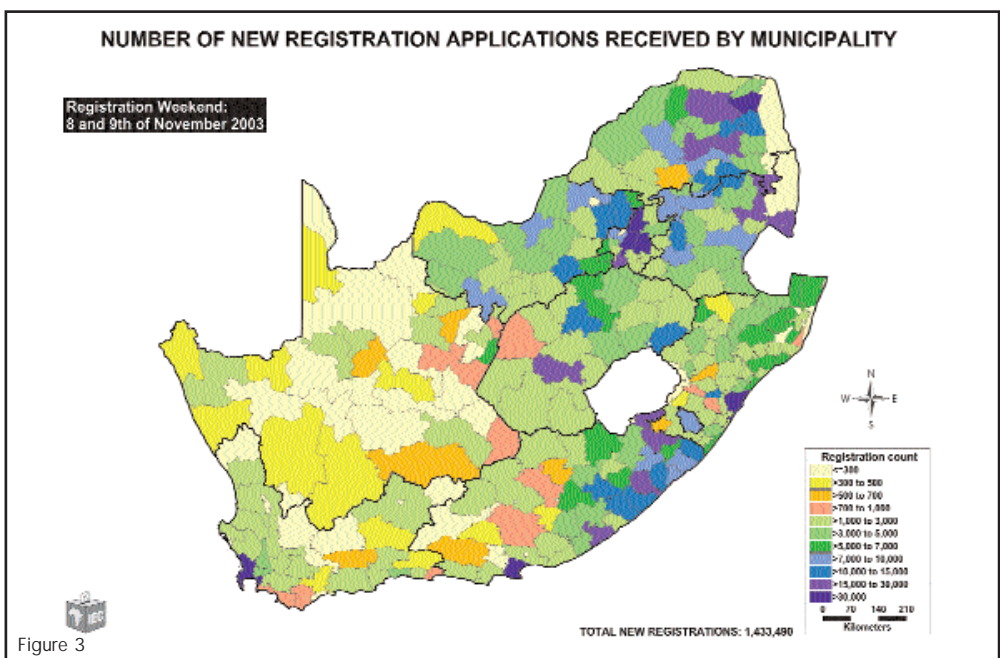 NUMBER OF NEW REGISTRATION APPLICATIONS RECEIVED BY MUNICIPALITY
Registration Weekend:
8 and 9th of November 2003
N
W
E
S
Registration count
<=300
>300 to 500
>500 to 700
>700 to 1,000
>1,000 to 3,000
>3,000 to 5,000
>5,000 to 7,000
>7,000 to 10,000
>10,000 to 15,000
>15,000 to 30,000
>30,000
0 70 140 210
Kilometers
IEC
Figure 3
TOTAL NEW REGISTRATIONS: 1,433,490